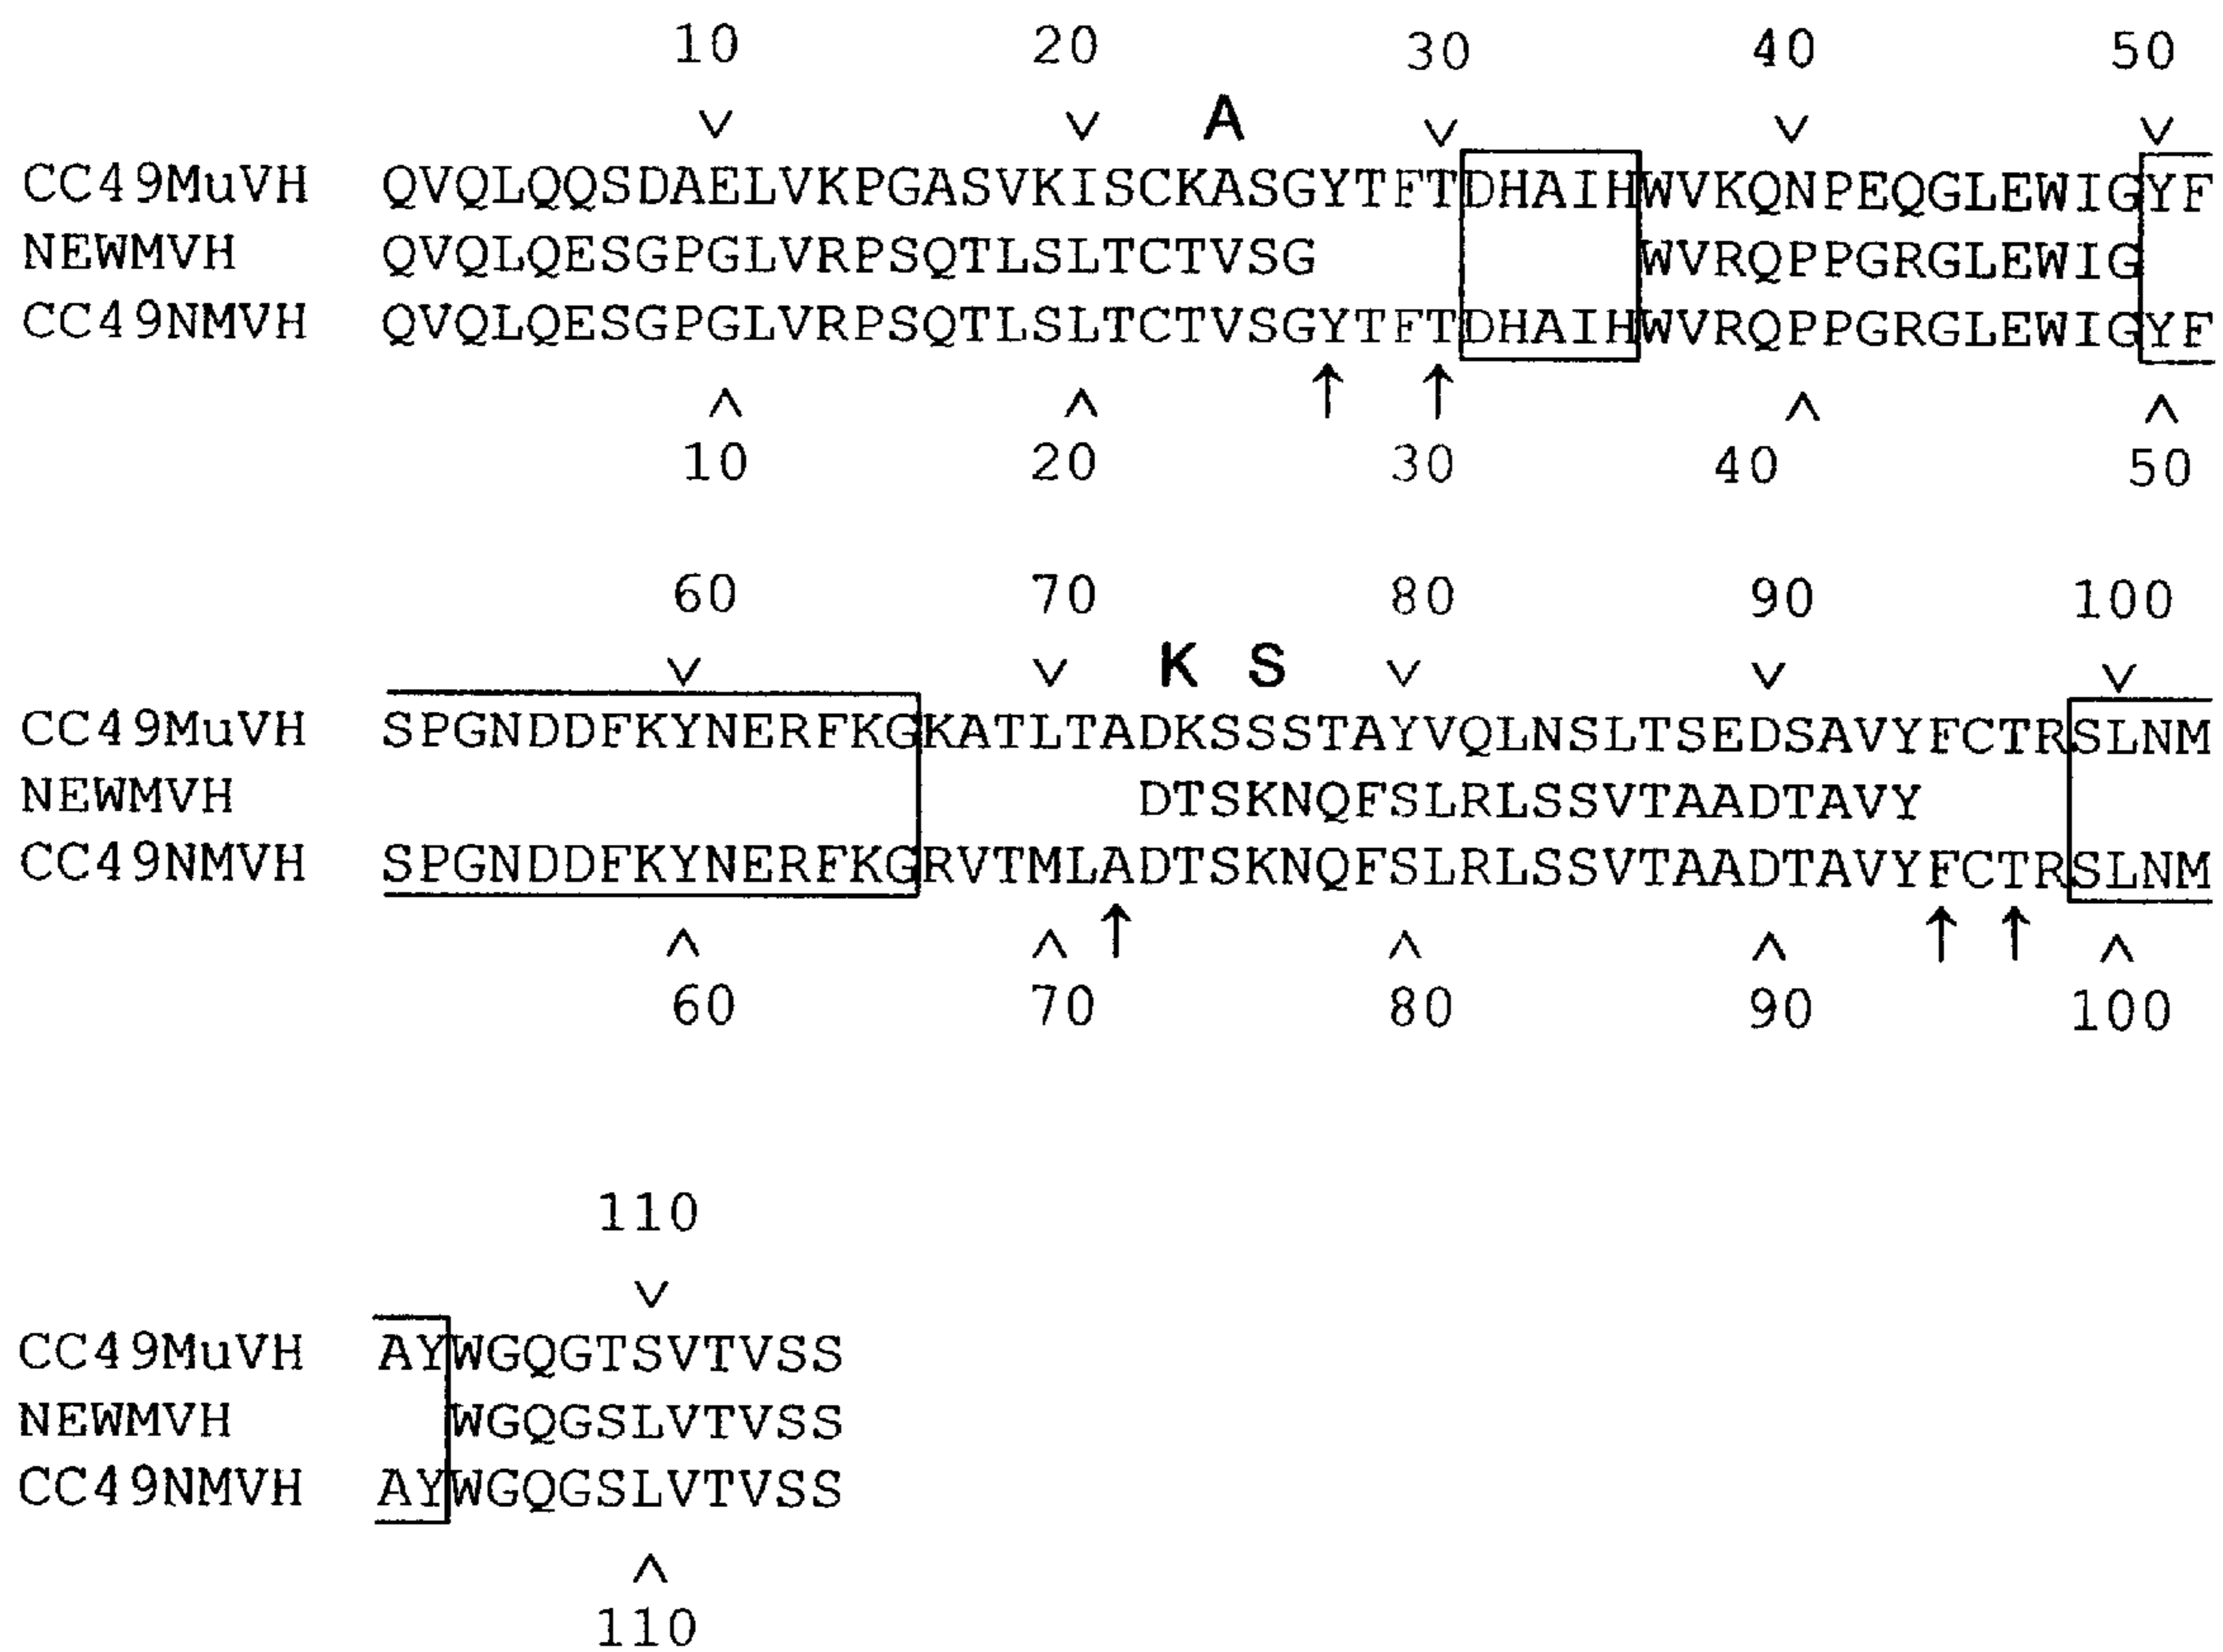 10 20 30 40 50
∨ ∨ A ∨ ∨ ∨
CC49MuVH QVQLQQSDAELVKPGASVKISCKASGYTFTDHAIHWVKQNPEQGLEWIGYF
NEWMVH QVQLQESGPGLVRPSQTLSLTCTVSG WVRQPPGRGLEWIG
CC49NMVH QVQLQESGPGLVRPSQTLSLTCTVSGYTFTDHAIHWVRQPPGRGLEWIGYF
∧ ∧ ↑ ↑ ∧ ∧
10 20 30 40 50
60 70 80 90 100
∨ ∨ K S ∨ ∨ ∨
CC49MuVH SPGNDDFKYNERFKGKATLTADKSSSTAYVQLNSLTSEDSAVYFCTRSLNM
NEWMVH DTSKNQFSLRLSSVTAADTAVY
CC49NMVH SPGNDDFKYNERFKGRVTMLADTSKNQFSLRLSSVTAADTAVYFCTRSLNM
∧ ∧ ↑ ∧ ∧ ↑ ↑ ∧
60 70 80 90 100
110
∨
CC49MuVH AYWGQGTSVTVSS
NEWMVH WGQGSLVTVSS
CC49NMVH AYWGQGSLVTVSS
∧
110